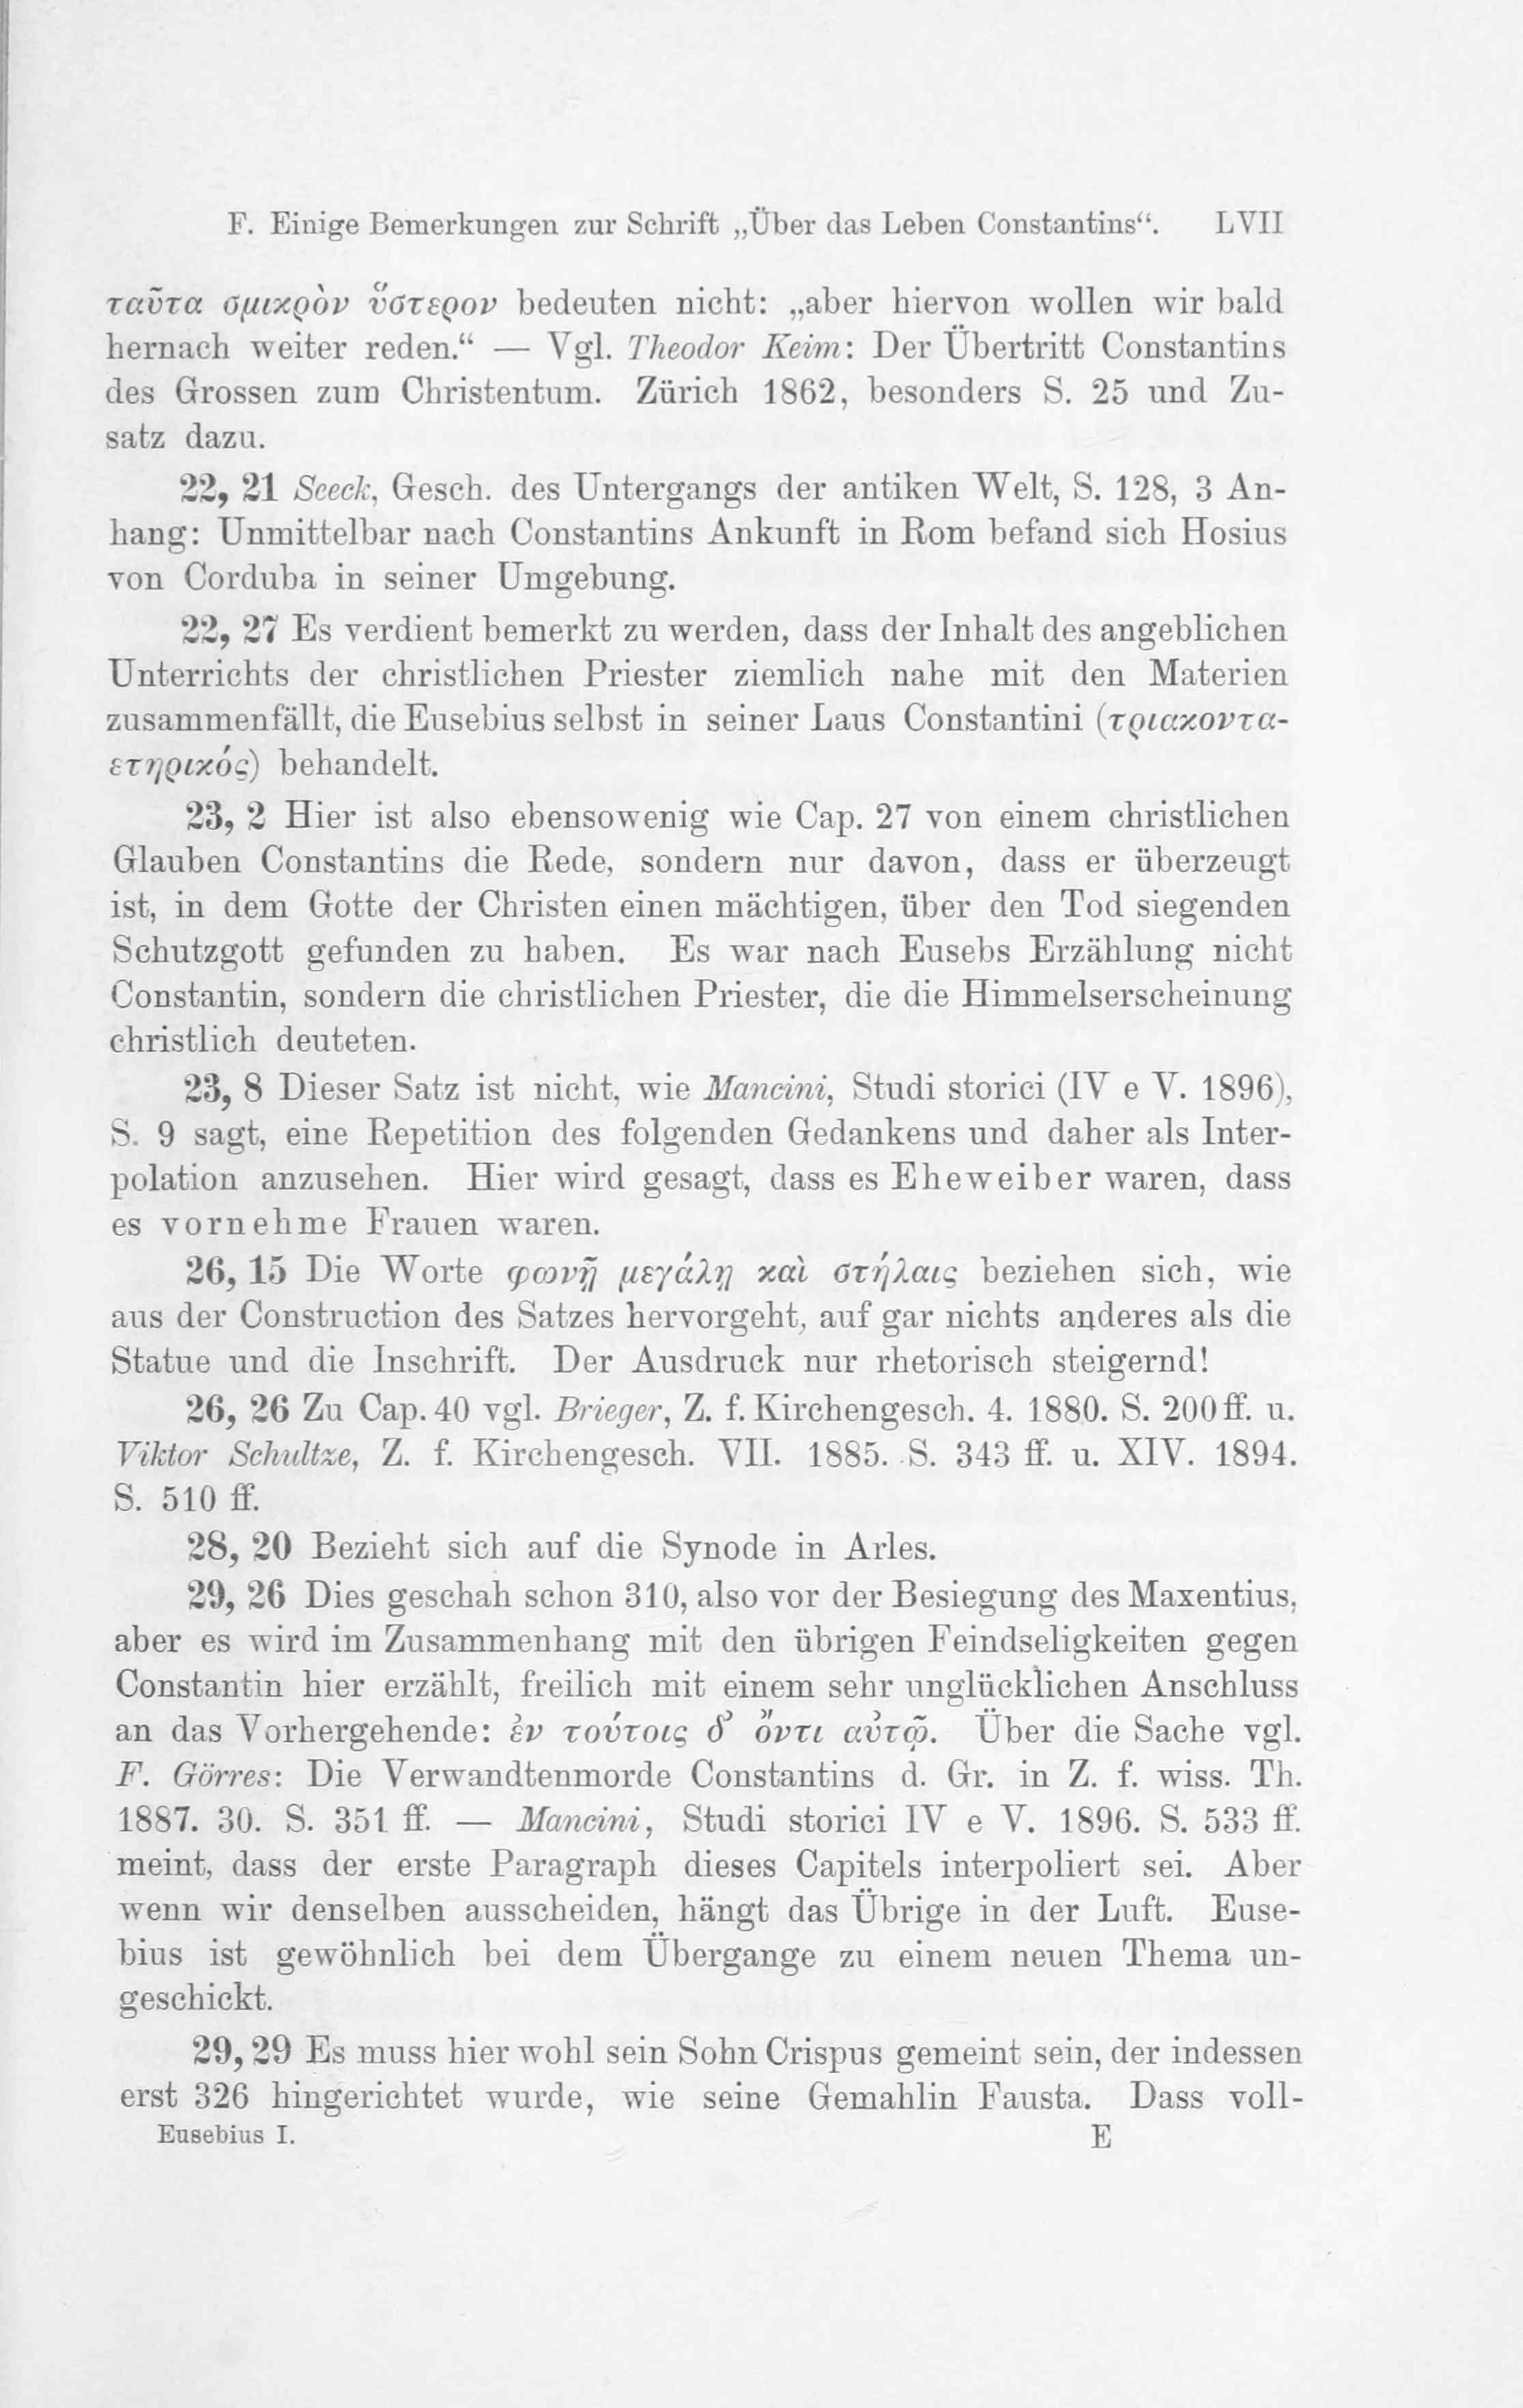 F. Einige Bemerkungen zur Schrift „Über das Leben Constantins“. LVII
ταῦτα σμικρὸν ὕστερον bedeuten nicht: „aber hiervon wollen wir bald
hernach weiter reden.“ — Vgl. Theodor Keim: Der Übertritt Constantins
des Grossen zum Christentum. Zürich 1862, besonders S. 25 und Zu-
satz dazu.
22, 21 Seeck, Gesch. des Untergangs der antiken Welt, S. 128, 3 An-
hang: Unmittelbar nach Constantins Ankunft in Rom befand sich Hosius
von Corduba in seiner Umgebung.
22, 27 Es verdient bemerkt zu werden, dass der Inhalt des angeblichen
Unterrichts der christlichen Priester ziemlich nahe mit den Materien
zusammenfällt, die Eusebius selbst in seiner Laus Constantini (τριακοντα-
ετηρικός) behandelt.
23, 2 Hier ist also ebensowenig wie Cap. 27 von einem christlichen
Glauben Constantins die Rede, sondern nur davon, dass er überzeugt
ist, in dem Gotte der Christen einen mächtigen, über den Tod siegenden
Schutzgott gefunden zu haben. Es war nach Eusebs Erzählung nicht
Constantin, sondern die christlichen Priester, die die Himmelserscheinung
christlich deuteten.
23, 8 Dieser Satz ist nicht, wie Mancini, Studi storici (IV e V. 1896),
S. 9 sagt, eine Repetition des folgenden Gedankens und daher als Inter-
polation anzusehen. Hier wird gesagt, dass es Eheweiber waren, dass
es vornehme Frauen waren.
26, 15 Die Worte φωνῇ μεγάλῃ καὶ στήλαις beziehen sich, wie
aus der Construction des Satzes hervorgeht, auf gar nichts anderes als die
Statue und die Inschrift. Der Ausdruck nur rhetorisch steigernd!
26, 26 Zu Cap. 40 vgl. Brieger, Z. f. Kirchengesch. 4. 1880. S. 200 ff. u.
Viktor Schultze, Z. f. Kirchengesch. VII. 1885. S. 343 ff. u. XIV. 1894.
S. 510 ff.
28, 20 Bezieht sich auf die Synode in Arles.
29, 26 Dies geschah schon 310, also vor der Besiegung des Maxentius,
aber es wird im Zusammenhang mit den übrigen Feindseligkeiten gegen
Constantin hier erzählt, freilich mit einem sehr unglücklichen Anschluss
an das Vorhergehende: ἐν τούτοις δ’ ὄντι αὐτῷ. Über die Sache vgl.
F. Görres: Die Verwandtenmorde Constantins d. Gr. in Z. f. wiss. Th.
1887. 30. S. 351 ff. — Mancini, Studi storici IV e V. 1896. S. 533 ff.
meint, dass der erste Paragraph dieses Capitels interpoliert sei. Aber
wenn wir denselben ausscheiden, hängt das Übrige in der Luft. Euse-
bius ist gewöhnlich bei dem Übergange zu einem neuen Thema un-
geschickt.
29, 29 Es muss hier wohl sein Sohn Crispus gemeint sein, der indessen
erst 326 hingerichtet wurde, wie seine Gemahlin Fausta. Dass voll-
Eusebius I. E